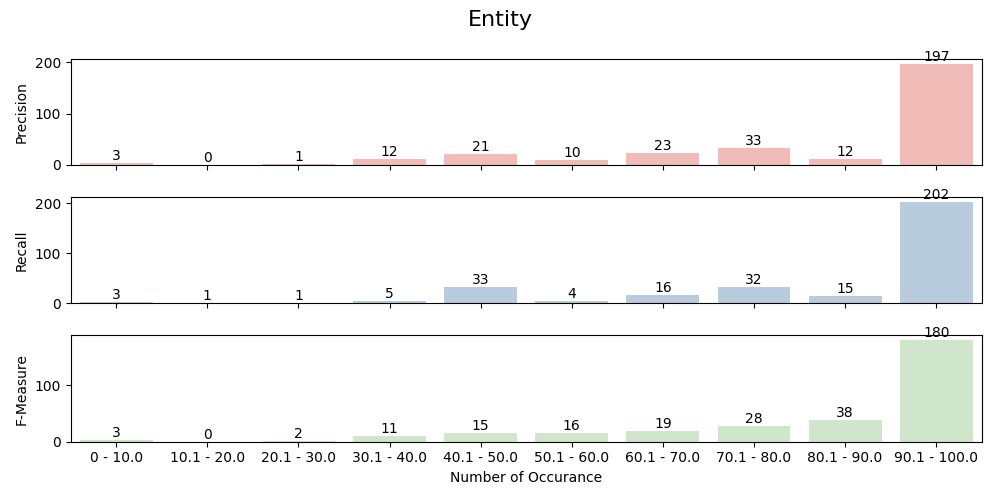 Entity
Precision
200
100
0
3 0 1 12 21 10 23 33 12 197
Recall
200
100
0
3 1 1 5 33 4 16 32 15 202
F-Measure
100
0
3 0 2 11 15 16 19 28 38 180
0 - 10.0 10.1 - 20.0 20.1 - 30.0 30.1 - 40.0 40.1 - 50.0 50.1 - 60.0 60.1 - 70.0 70.1 - 80.0 80.1 - 90.0 90.1 - 100.0
Number of Occurance